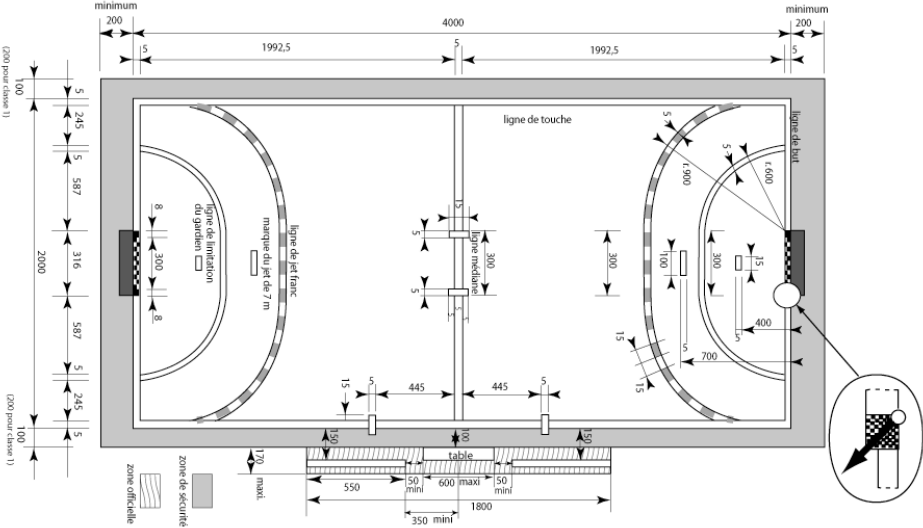 minimum
minimum
4000
200
200
5
1992,5
5
1992,5
5
(200 pour classe 1)
100
5
245
5
587
8
316
300
2000
8
587
5
245
5
100
(200 pour classe 1)
ligne de touche
ligne de but
5
r.900
5
r.600
ligne de limitation
du gardien
marque du jet de 7 m
ligne de jet franc
15
5
5
300
ligne médiane
5
5
300
100
300
15
5
5
400
700
15
15
15
5
445
445
5
150
100
150
170
maxi.
table
550
50
mini
600
maxi
50
mini
1800
350
mini
zone officielle
zone de sécurité